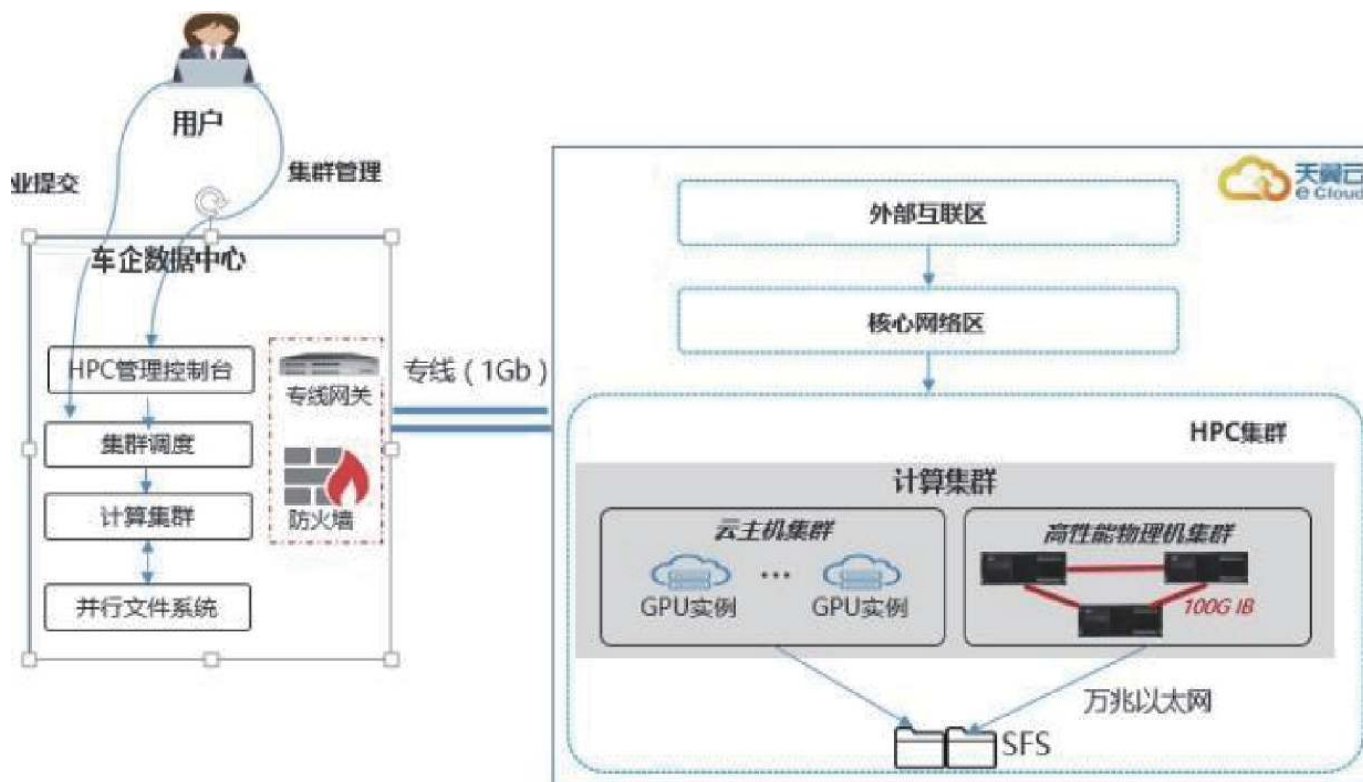 用户
业提交
集群管理
车企数据中心
HPC管理控制台
集群调度
计算集群
并行文件系统
专线网关
防火墙
专线（1Gb）
天翼云
e Cloud
外部互联区
核心网络区
HPC集群
计算集群
云主机集群
GPU实例
...
GPU实例
高性能物理机集群
100G IB
万兆以太网
SFS